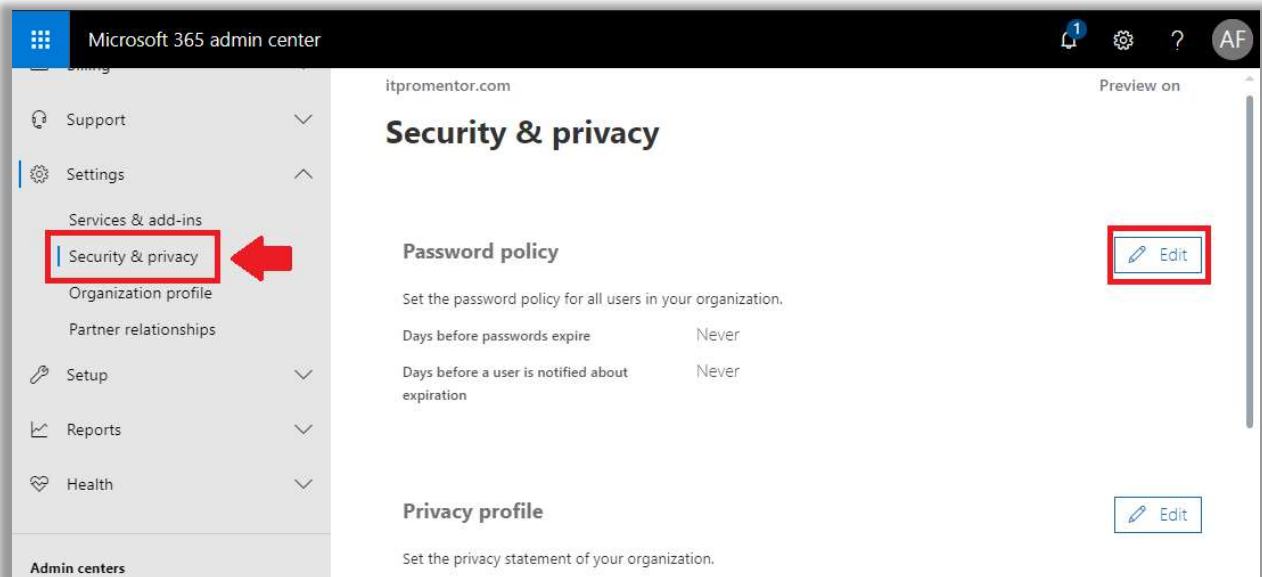 Microsoft 365 admin center
1
?
AF
Billing
Support
Settings
Services & add-ins
Security & privacy
Organization profile
Partner relationships
Setup
Reports
Health
Admin centers
itpromentor.com
Preview on
Security & privacy
Password policy
Edit
Set the password policy for all users in your organization.
Days before passwords expire Never
Days before a user is notified about Never
expiration
Privacy profile
Edit
Set the privacy statement of your organization.